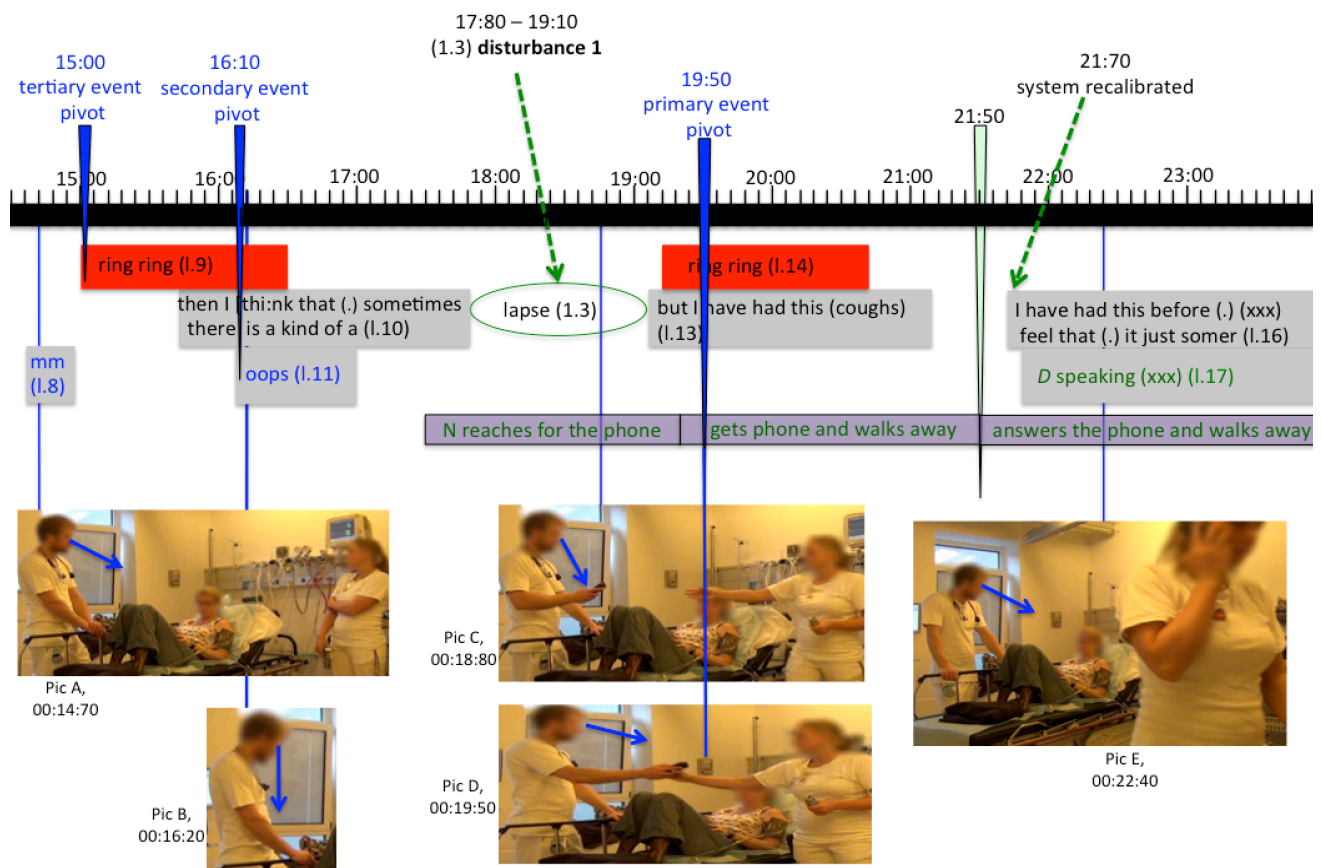 17:80 – 19:10
(1.3) disturbance 1
15:00
tertiary event
pivot
16:10
secondary event
pivot
19:50
primary event
pivot
21:70
system recalibrated
21:50
15:00
16:00
17:00
18:00
19:00
20:00
21:00
22:00
23:00
ring ring (l.9)
ring ring (l.14)
then I [thi:nk that (.) sometimes
there is a kind of a (l.10)
lapse (1.3)
but I have had this (coughs)
(l.13)
I have had this before (.) (xxx)
feel that (.) it just somer (l.16)
mm
(l.8)
oops (l.11)
D speaking (xxx) (l.17)
N reaches for the phone
gets phone and walks away
answers the phone and walks away
Pic A,
00:14:70
Pic B,
00:16:20
Pic C,
00:18:80
Pic D,
00:19:50
Pic E,
00:22:40